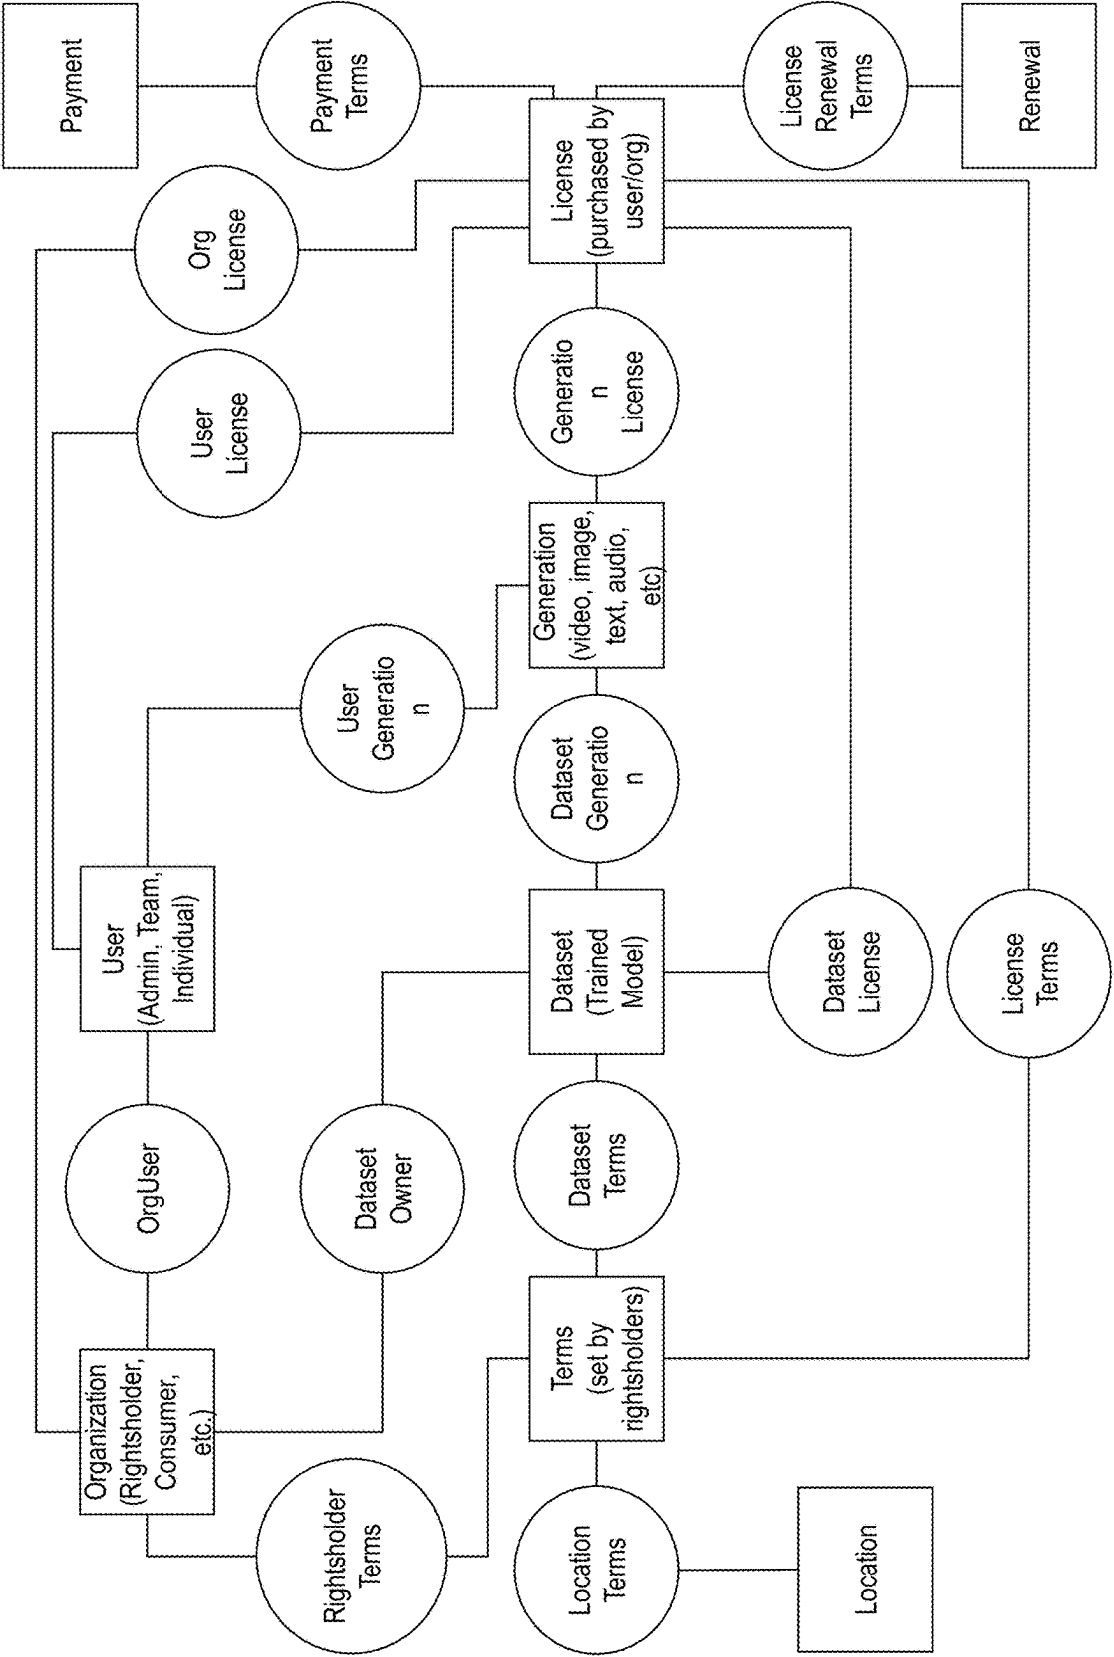 Organization
(Rightsholder,
Consumer,
etc.)
OrgUser
User
(Admin, Team,
Individual)
User
License
Org
License
Payment
Rightsholder
Terms
Dataset
Owner
User
Generatio
n
Payment
Terms
Location
Terms
Terms
(set by
rightsholders)
Dataset
Terms
Dataset
(Trained
Model)
Dataset
Generatio
n
Generation
(video, image,
text, audio,
etc)
Generatio
n
License
License
(purchased by
user/org)
Location
Dataset
License
License
Renewal
Terms
License
Terms
Renewal